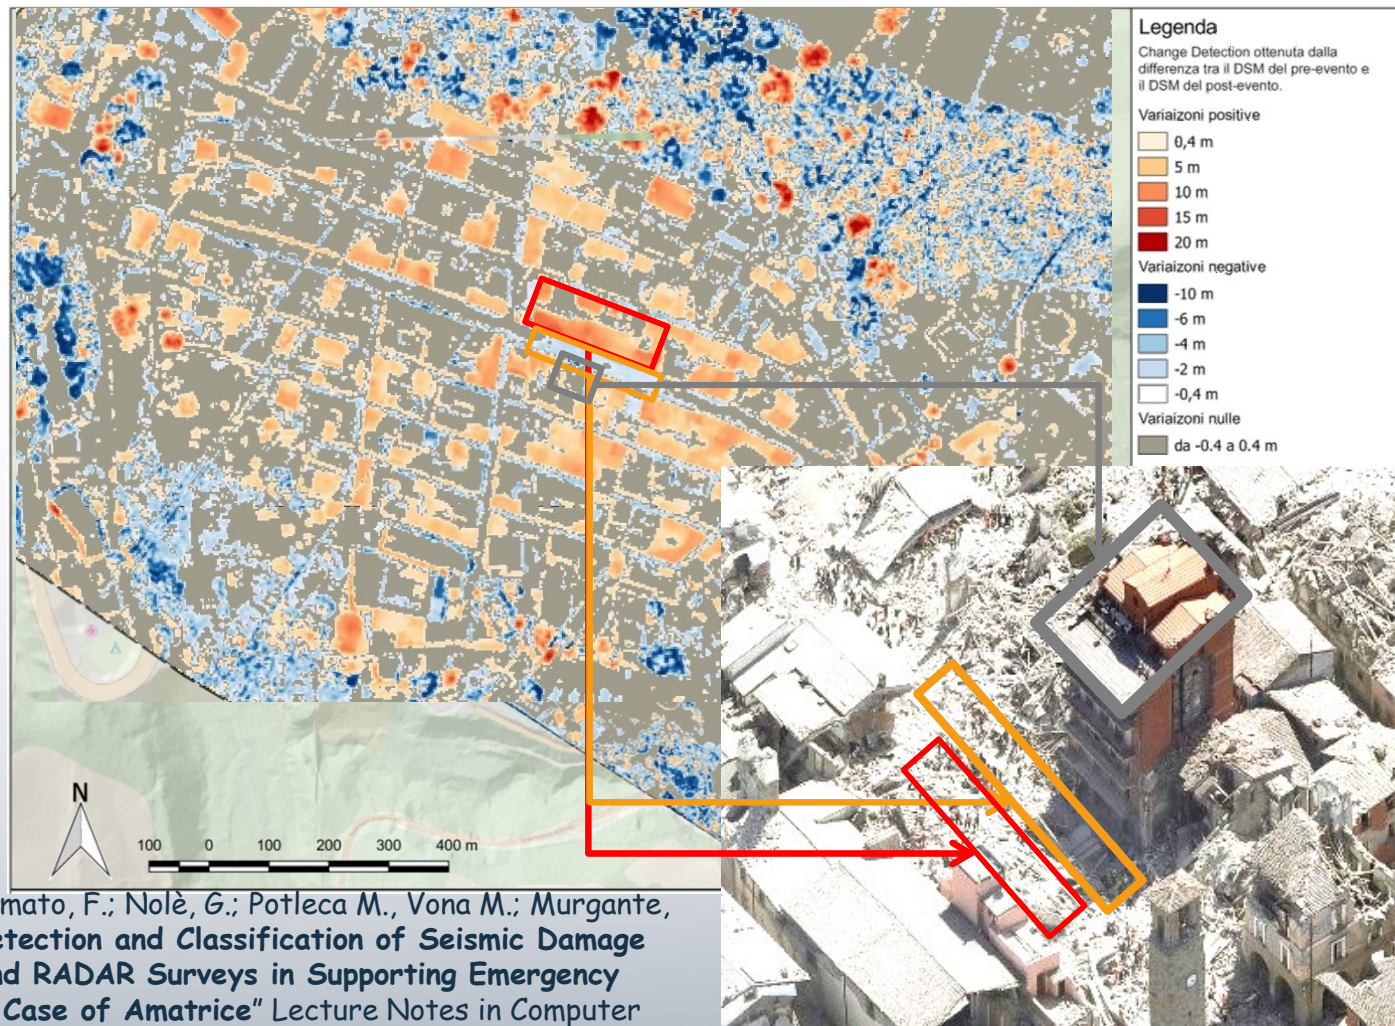 Legenda
Change Detection ottenuta dalla
differenza tra il DSM del pre-evento e
il DSM del post-evento.
Variaizoni positive
0,4 m
5 m
10 m
15 m
20 m
Variaizoni negative
-10 m
-6 m
-4 m
-2 m
-0,4 m
Variaizoni nulle
da -0.4 a 0.4 m
N
100 0 100 200 300 400 m
mato, F.; Nolè, G.; Potleca M., Vona M.; Murgante,
etection and Classification of Seismic Damage
nd RADAR Surveys in Supporting Emergency
Case of Amatrice" Lecture Notes in Computer